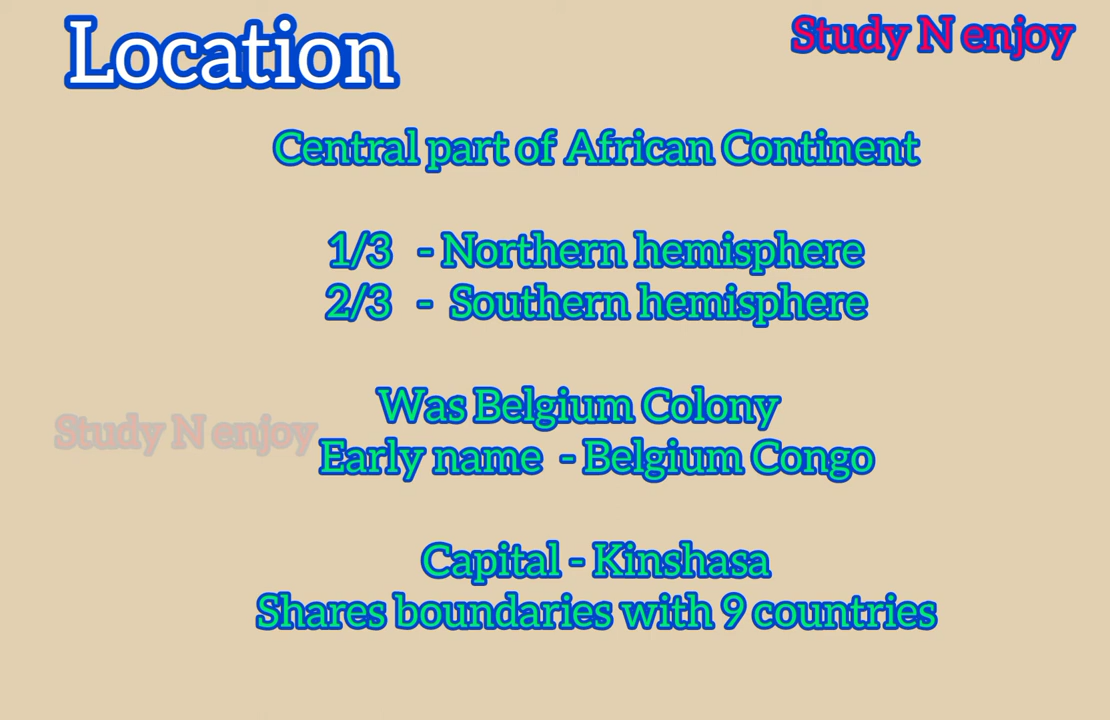 Location
Study N enjoy
Central part of African Continent
1/3 - Northern hemisphere
2/3 - Southern hemisphere
Was Belgium Colony
Study N enjoy
Early name - Belgium Congo
Capital - Kinshasa
Shares boundaries with 9 countries